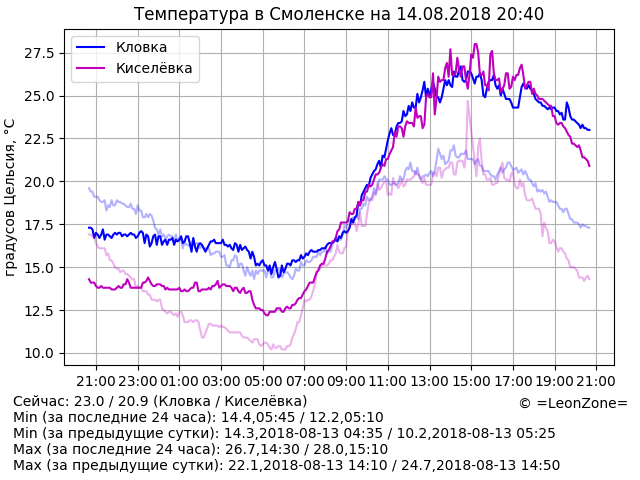 Температура в Смоленске на 14.08.2018 20:40
Кловка
Киселёвка
градусов Цельсия, °C
27.5
25.0
22.5
20.0
17.5
15.0
12.5
10.0
21:00 23:00 01:00 03:00 05:00 07:00 09:00 11:00 13:00 15:00 17:00 19:00 21:00
Сейчас: 23.0 / 20.9 (Кловка / Киселёвка)
© =LeonZone=
Min (за последние 24 часа): 14.4,05:45 / 12.2,05:10
Min (за предыдущие сутки): 14.3,2018-08-13 04:35 / 10.2,2018-08-13 05:25
Max (за последние 24 часа): 26.7,14:30 / 28.0,15:10
Max (за предыдущие сутки): 22.1,2018-08-13 14:10 / 24.7,2018-08-13 14:50